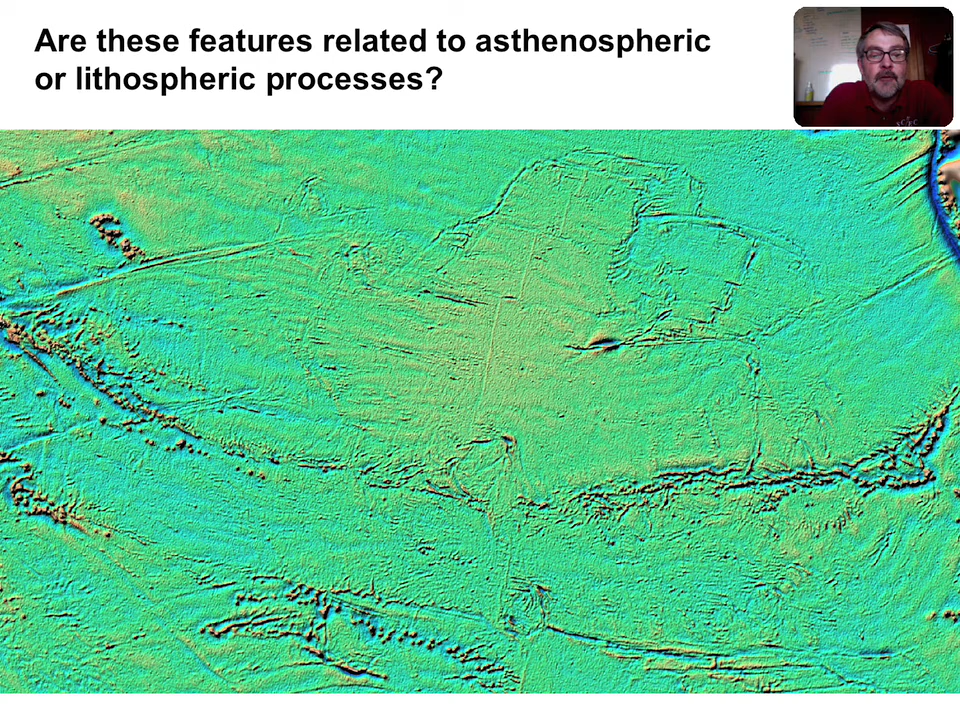 Are these features related to asthenospheric
or lithospheric processes?